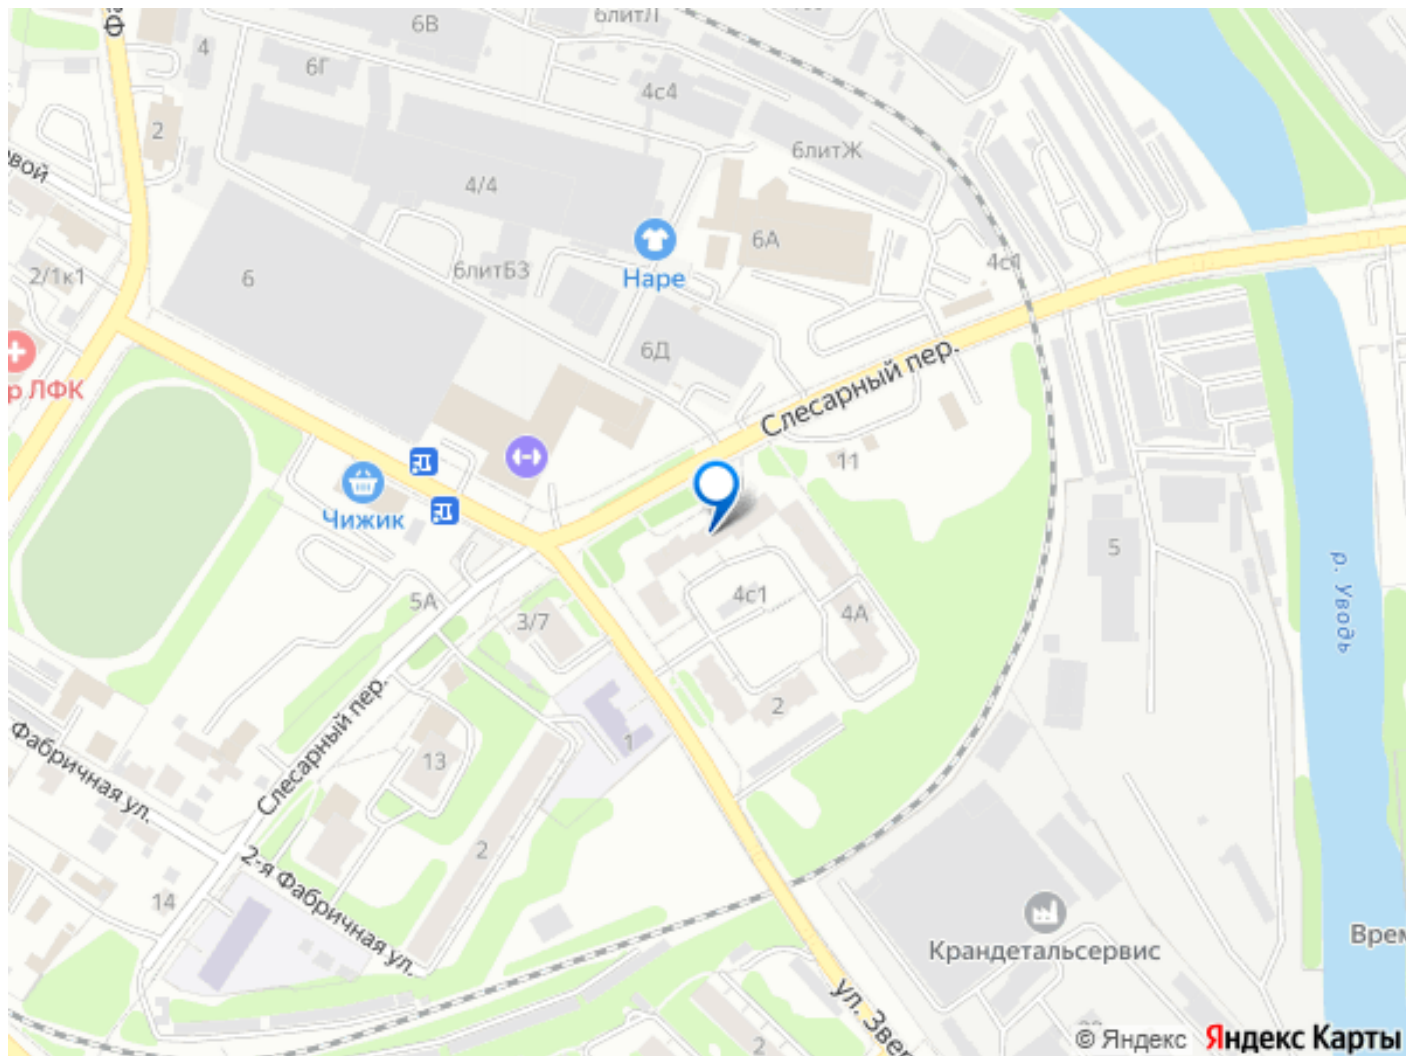 6В
6литЛ
4
6Г
4с4
2
6литЖ
4/4
6А
2/1к1
6
6литБ3
Наре
4с1
6Д
р ЛФК
Слесарный пер.
11
Чижик
5
р. Уводь
5А
4с1
4А
3/7
2
1
13
Слесарный пер.
Фабричная ул.
2
2-я Фабричная ул.
14
Крандетальсервис
2
© Яндекс
Яндекс Карты